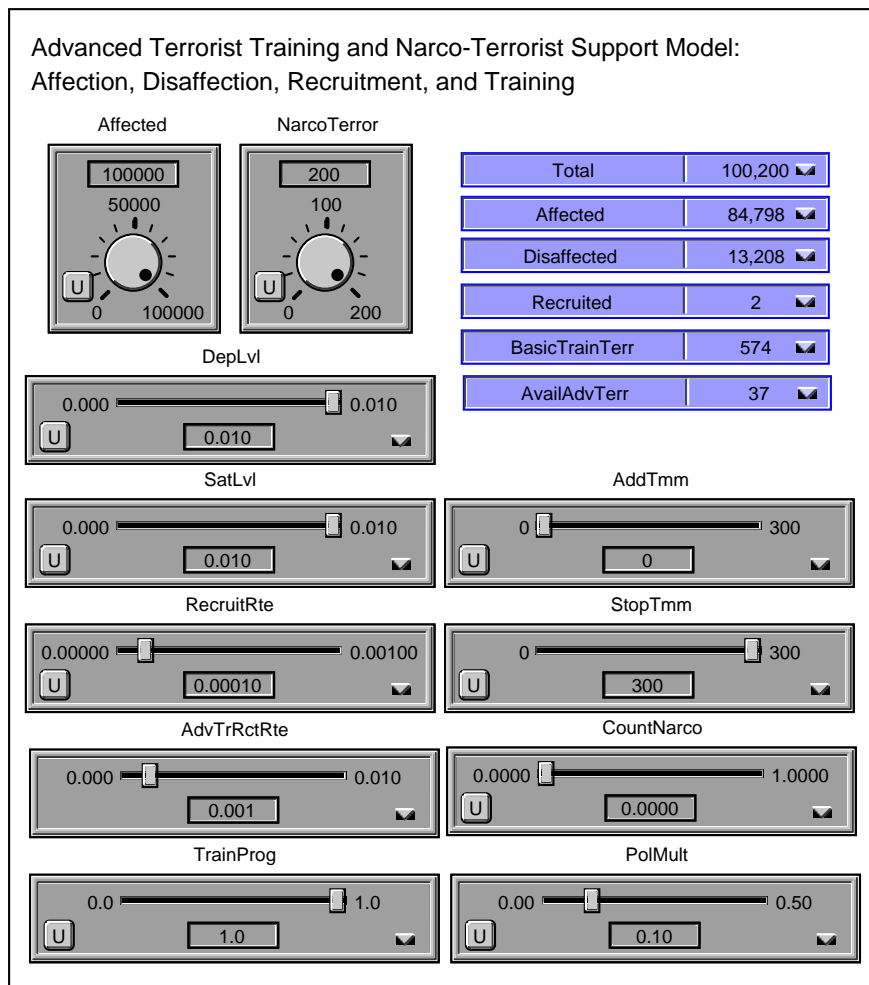 Advanced Terrorist Training and Narco-Terrorist Support Model:
Affection, Disaffection, Recruitment, and Training
Affected NarcoTerror
100000 200
50000 100
U U
0 100000 0 200
Total 100,200
Affected 84,798
Disaffected 13,208
Recruited 2
BasicTrainTerr 574
AvailAdvTerr 37
DepLvl
0.000 0.010
U 0.010
SatLvl AddTmm
0.000 0.010 0 300
U 0.010 U 0
RecruitRte StopTmm
0.00000 0.00100 0 300
U 0.00010 U 300
AdvTrRctRte CountNarco
0.000 0.010 0.0000 1.0000
0.001 U 0.0000
TrainProg PolMult
0.0 1.0 0.00 0.50
U 1.0 U 0.10